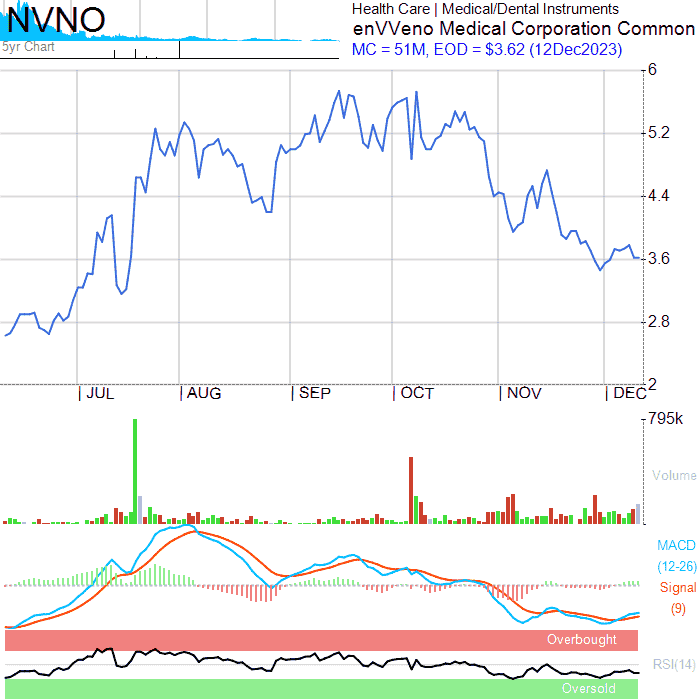 NVNO
5yr Chart
Health Care | Medical/Dental Instruments
enVVeno Medical Corporation Common
MC = 51M, EOD = $3.62 (12Dec2023)
6
5.2
4.4
3.6
2.8
2
JUL
AUG
SEP
OCT
NOV
DEC
795k
Volume
MACD
(12-26)
Signal
(9)
Overbought
RSI(14)
Oversold